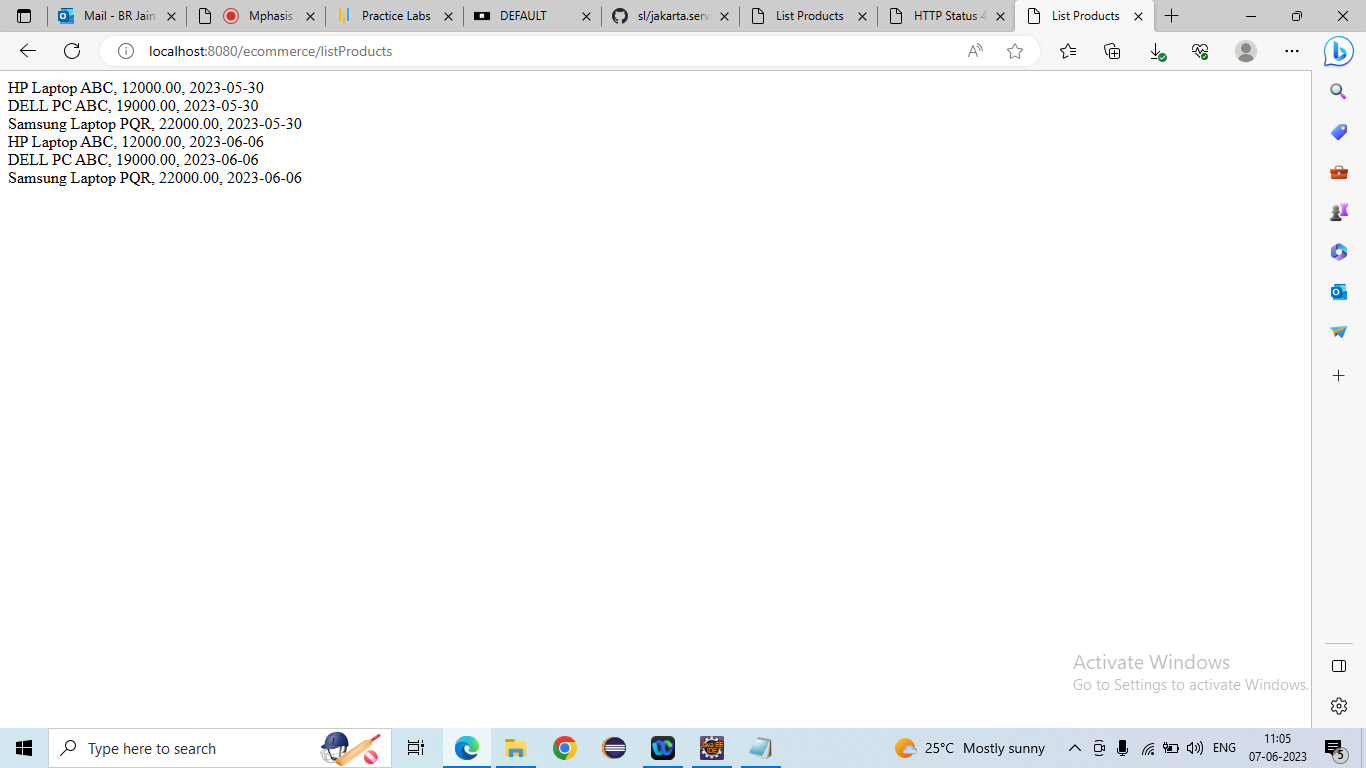 Mail - BR Jain
Mphasis
Practice Labs
DEFAULT
sl/jakarta.serv
List Products
HTTP Status 4
List Products
localhost:8080/ecommerce/listProducts
HP Laptop ABC, 12000.00, 2023-05-30
DELL PC ABC, 19000.00, 2023-05-30
Samsung Laptop PQR, 22000.00, 2023-05-30
HP Laptop ABC, 12000.00, 2023-06-06
DELL PC ABC, 19000.00, 2023-06-06
Samsung Laptop PQR, 22000.00, 2023-06-06
Activate Windows
Go to Settings to activate Windows.
Type here to search
25°C Mostly sunny
ENG
11:05
07-06-2023
5